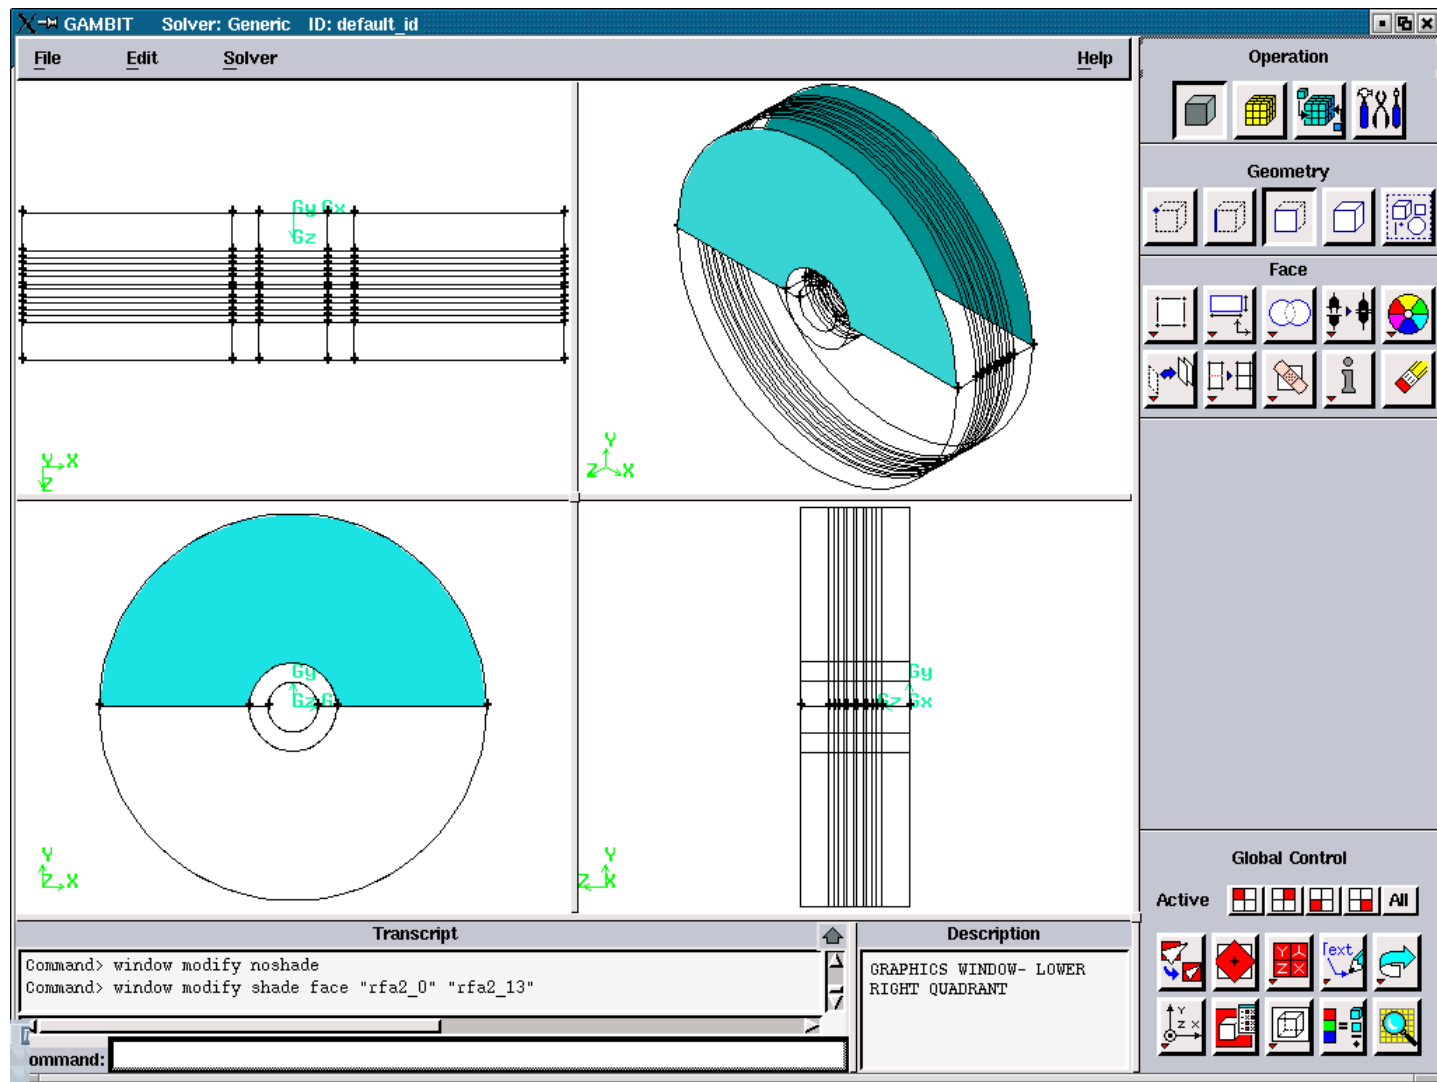 GAMBIT Solver: Generic ID: default_id
File Edit Solver Help
Operation
Geometry
Face
Gy Gx
Gz
Y X
Z
Y
Z X
Gy
Gz G
Gy
Gz Gx
Y
Z X
Y
Z X
Global Control
Active All
Y
Z X
Text
Y
Z X
Transcript
Command> window modify noshade
Command> window modify shade face "rfa2_0" "rfa2_13"
ommand:
Description
GRAPHICS WINDOW- LOWER
RIGHT QUADRANT